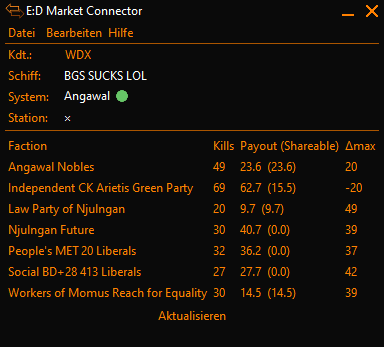 E:D Market Connector
Datei Bearbeiten Hilfe
Kdt.: WDX
Schiff: BGS SUCKS LOL
System: Angawal
Station: ×
Faction Kills Payout (Shareable) Δmax
Angawal Nobles 49 23.6 (23.6) 20
Independent CK Arietis Green Party 69 62.7 (15.5) -20
Law Party of Njulngan 20 9.7 (9.7) 49
Njulngan Future 30 40.7 (0.0) 39
People's MET 20 Liberals 32 36.2 (0.0) 37
Social BD+28 413 Liberals 27 27.7 (0.0) 42
Workers of Momus Reach for Equality 30 14.5 (14.5) 39
Aktualisieren